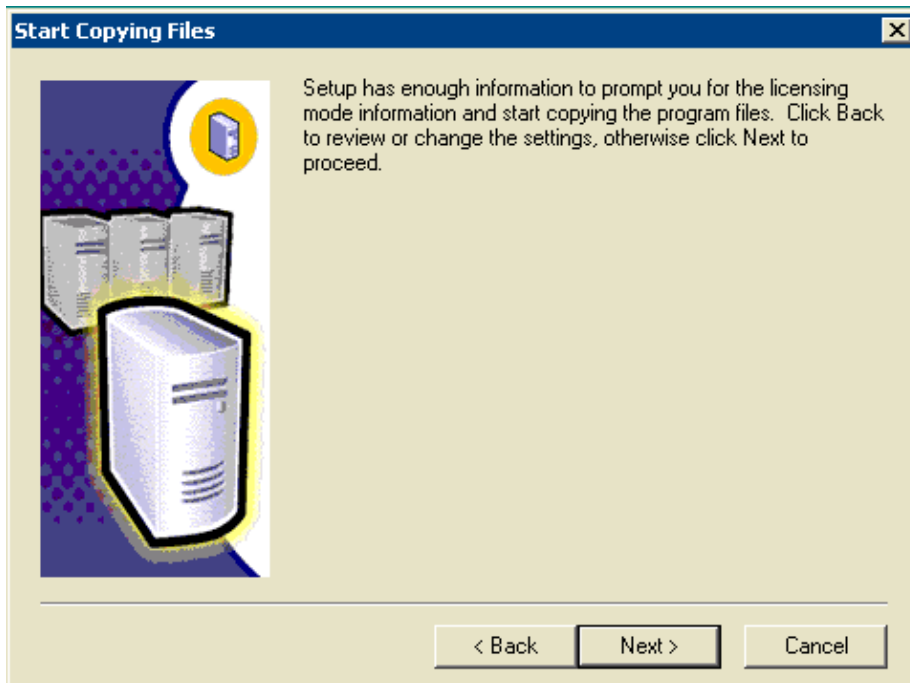 Start Copying Files
Setup has enough information to prompt you for the licensing
mode information and start copying the program files.  Click Back
to review or change the settings, otherwise click Next to
proceed.
< Back
Next >
Cancel